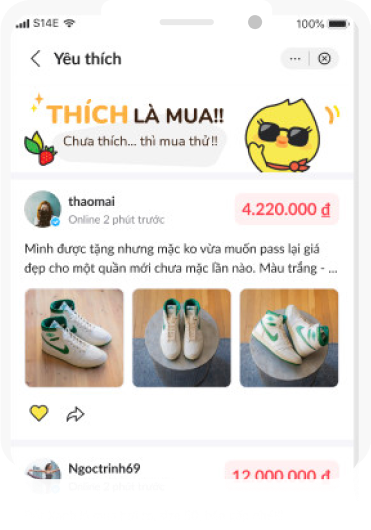 S14E
100%
Yêu thích
THÍCH LÀ MUA!!
Chưa thích... thì mua thử!!
thaomai
4.220.000 đ
Online 2 phút trước
Mình được tặng nhưng mặc ko vừa muốn pass lại giá
đẹp cho một quần mới chưa mặc lần nào. Màu trắng - ...
Ngoctrinh69
12.000.000 đ